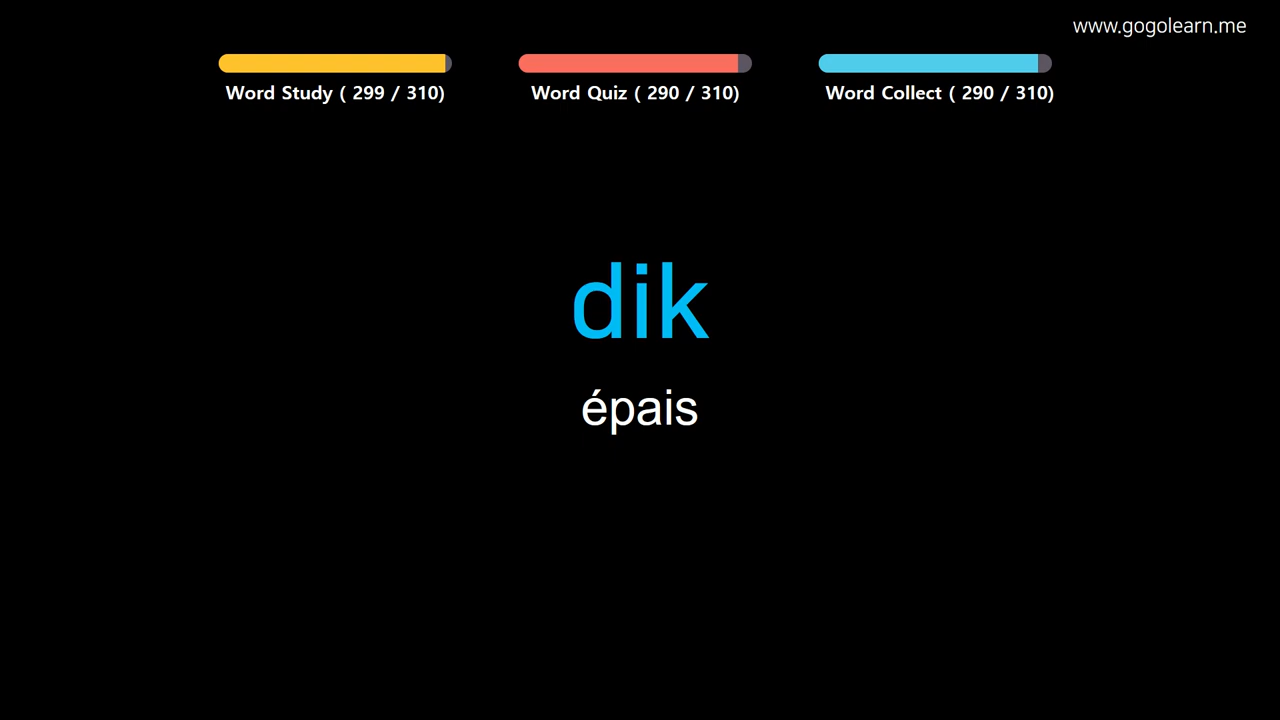 www.gogolearn.me
Word Study ( 299 / 310)
Word Quiz ( 290 / 310)
Word Collect ( 290 / 310)
dik
épais